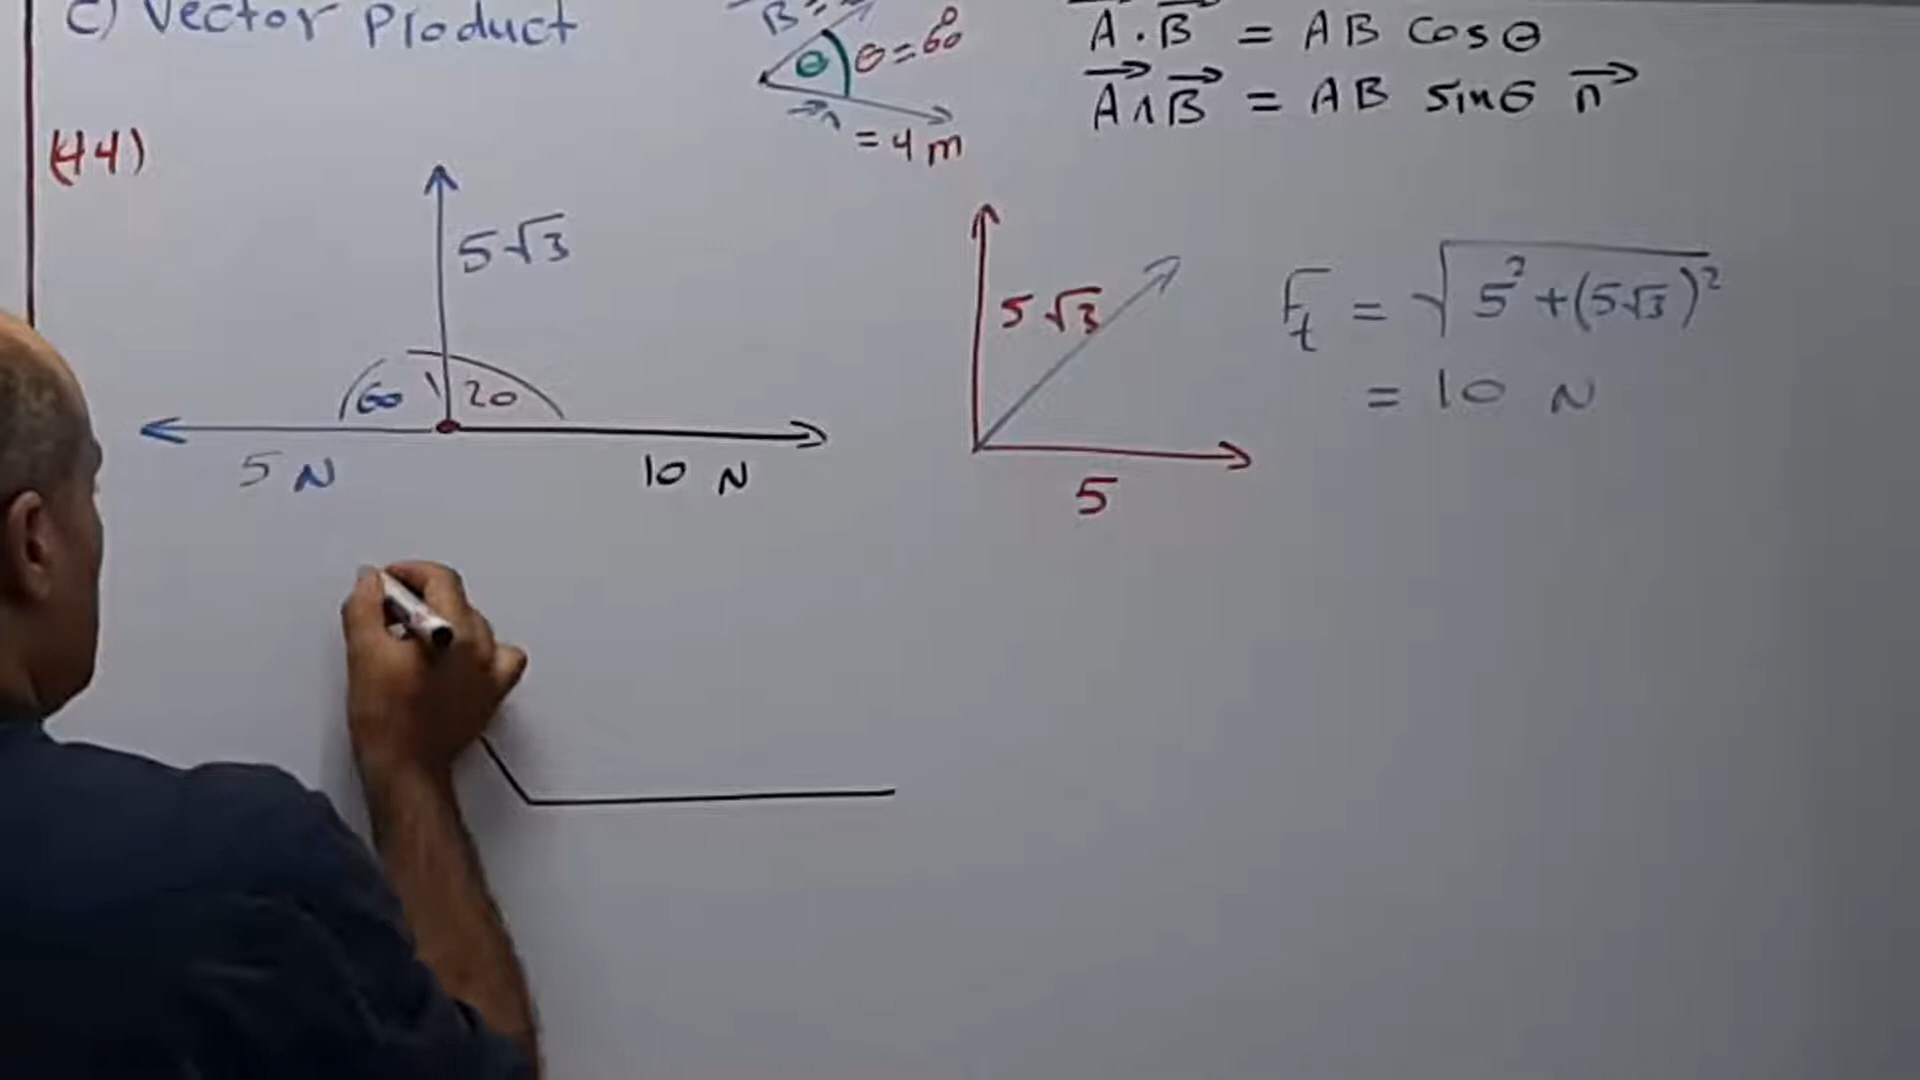 C) Vector Product
B =
θ θ = 60°
= 4 m
A · B = AB cos θ
A ∧ B = AB sin θ n
(44)
5√3
60 120
5 N
10 N
5√3
5
Ft = √5² + (5√3)²
= 10 N